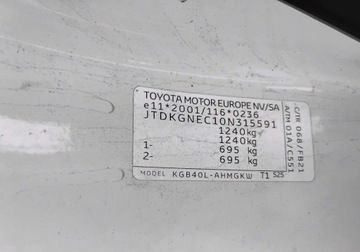 TOYOTA MOTOR EUROPE NV/SA
e11*2001/116*0236
JTDKGNEC10N315591
1240kg
1240kg
1- 695 kg
2- 695 kg
MODEL KGB40L-AHMGKW T1 525
C/TR 068/FB21
A/TM 01A/C551